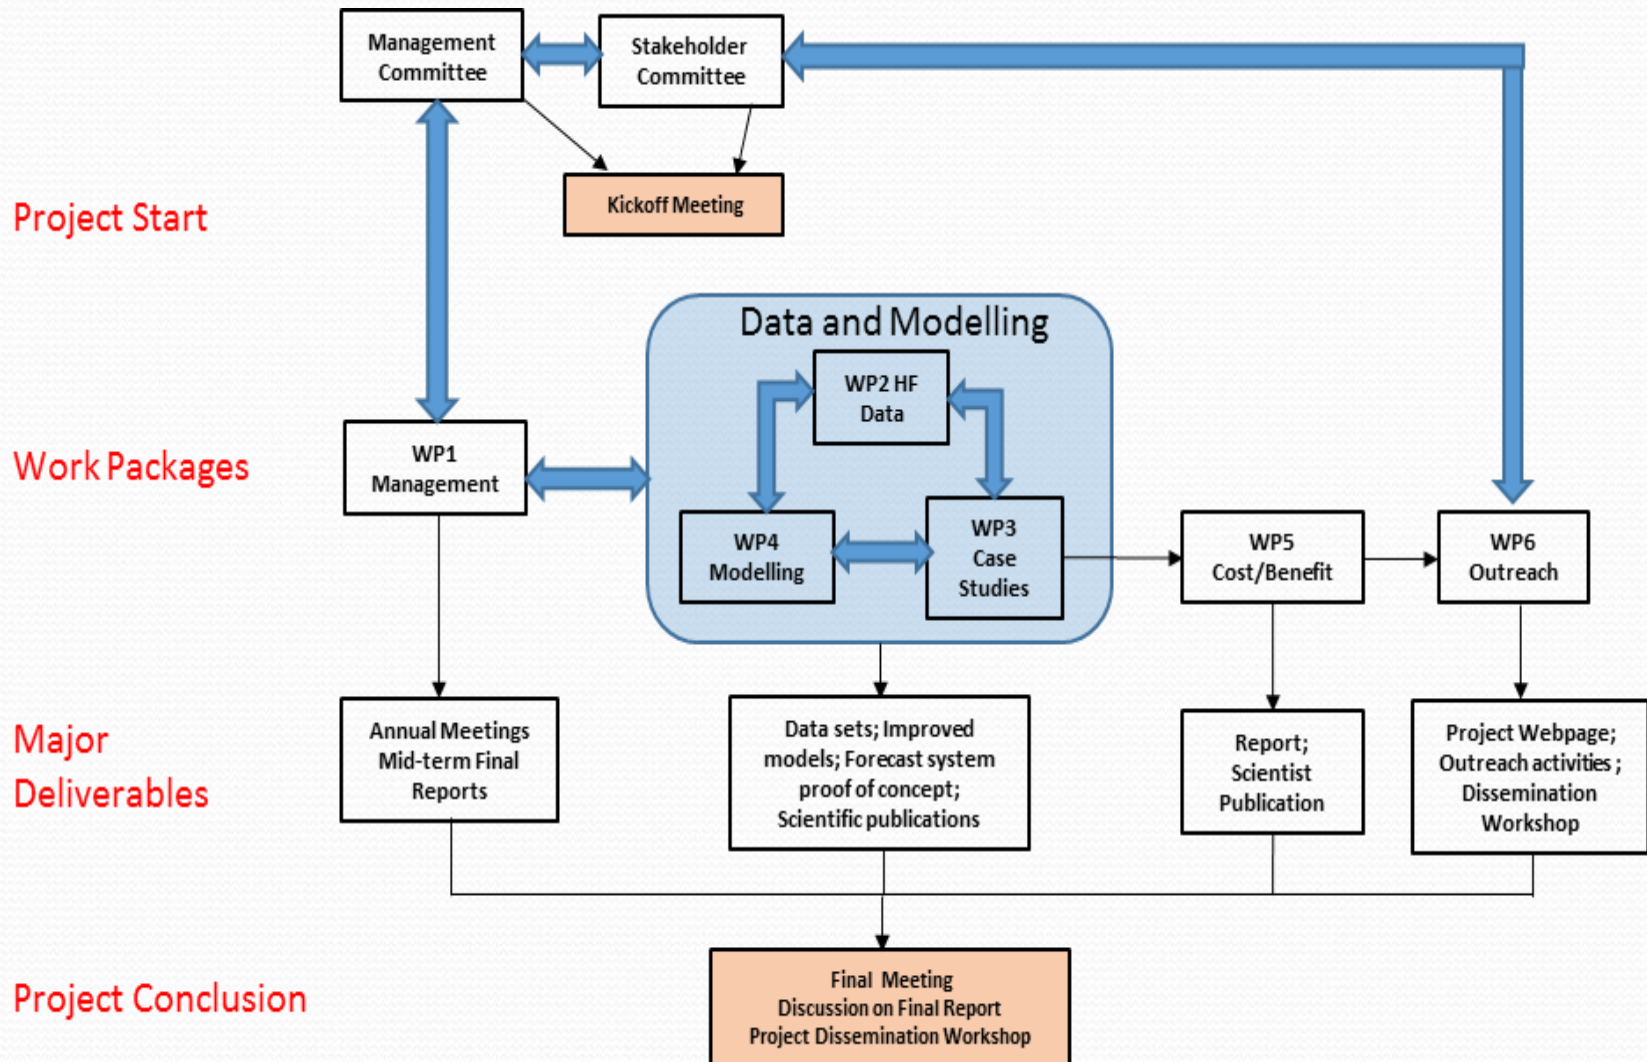 Management
Committee
Stakeholder
Committee
Kickoff Meeting
Project Start
Data and Modelling
WP2 HF
Data
Work Packages
WP1
Management
WP4
Modelling
WP3
Case
Studies
WP5
Cost/Benefit
WP6
Outreach
Major
Deliverables
Annual Meetings
Mid-term Final
Reports
Data sets; Improved
models; Forecast system
proof of concept;
Scientific publications
Report;
Scientist
Publication
Project Webpage;
Outreach activities ;
Dissemination
Workshop
Project Conclusion
Final Meeting
Discussion on Final Report
Project Dissemination Workshop